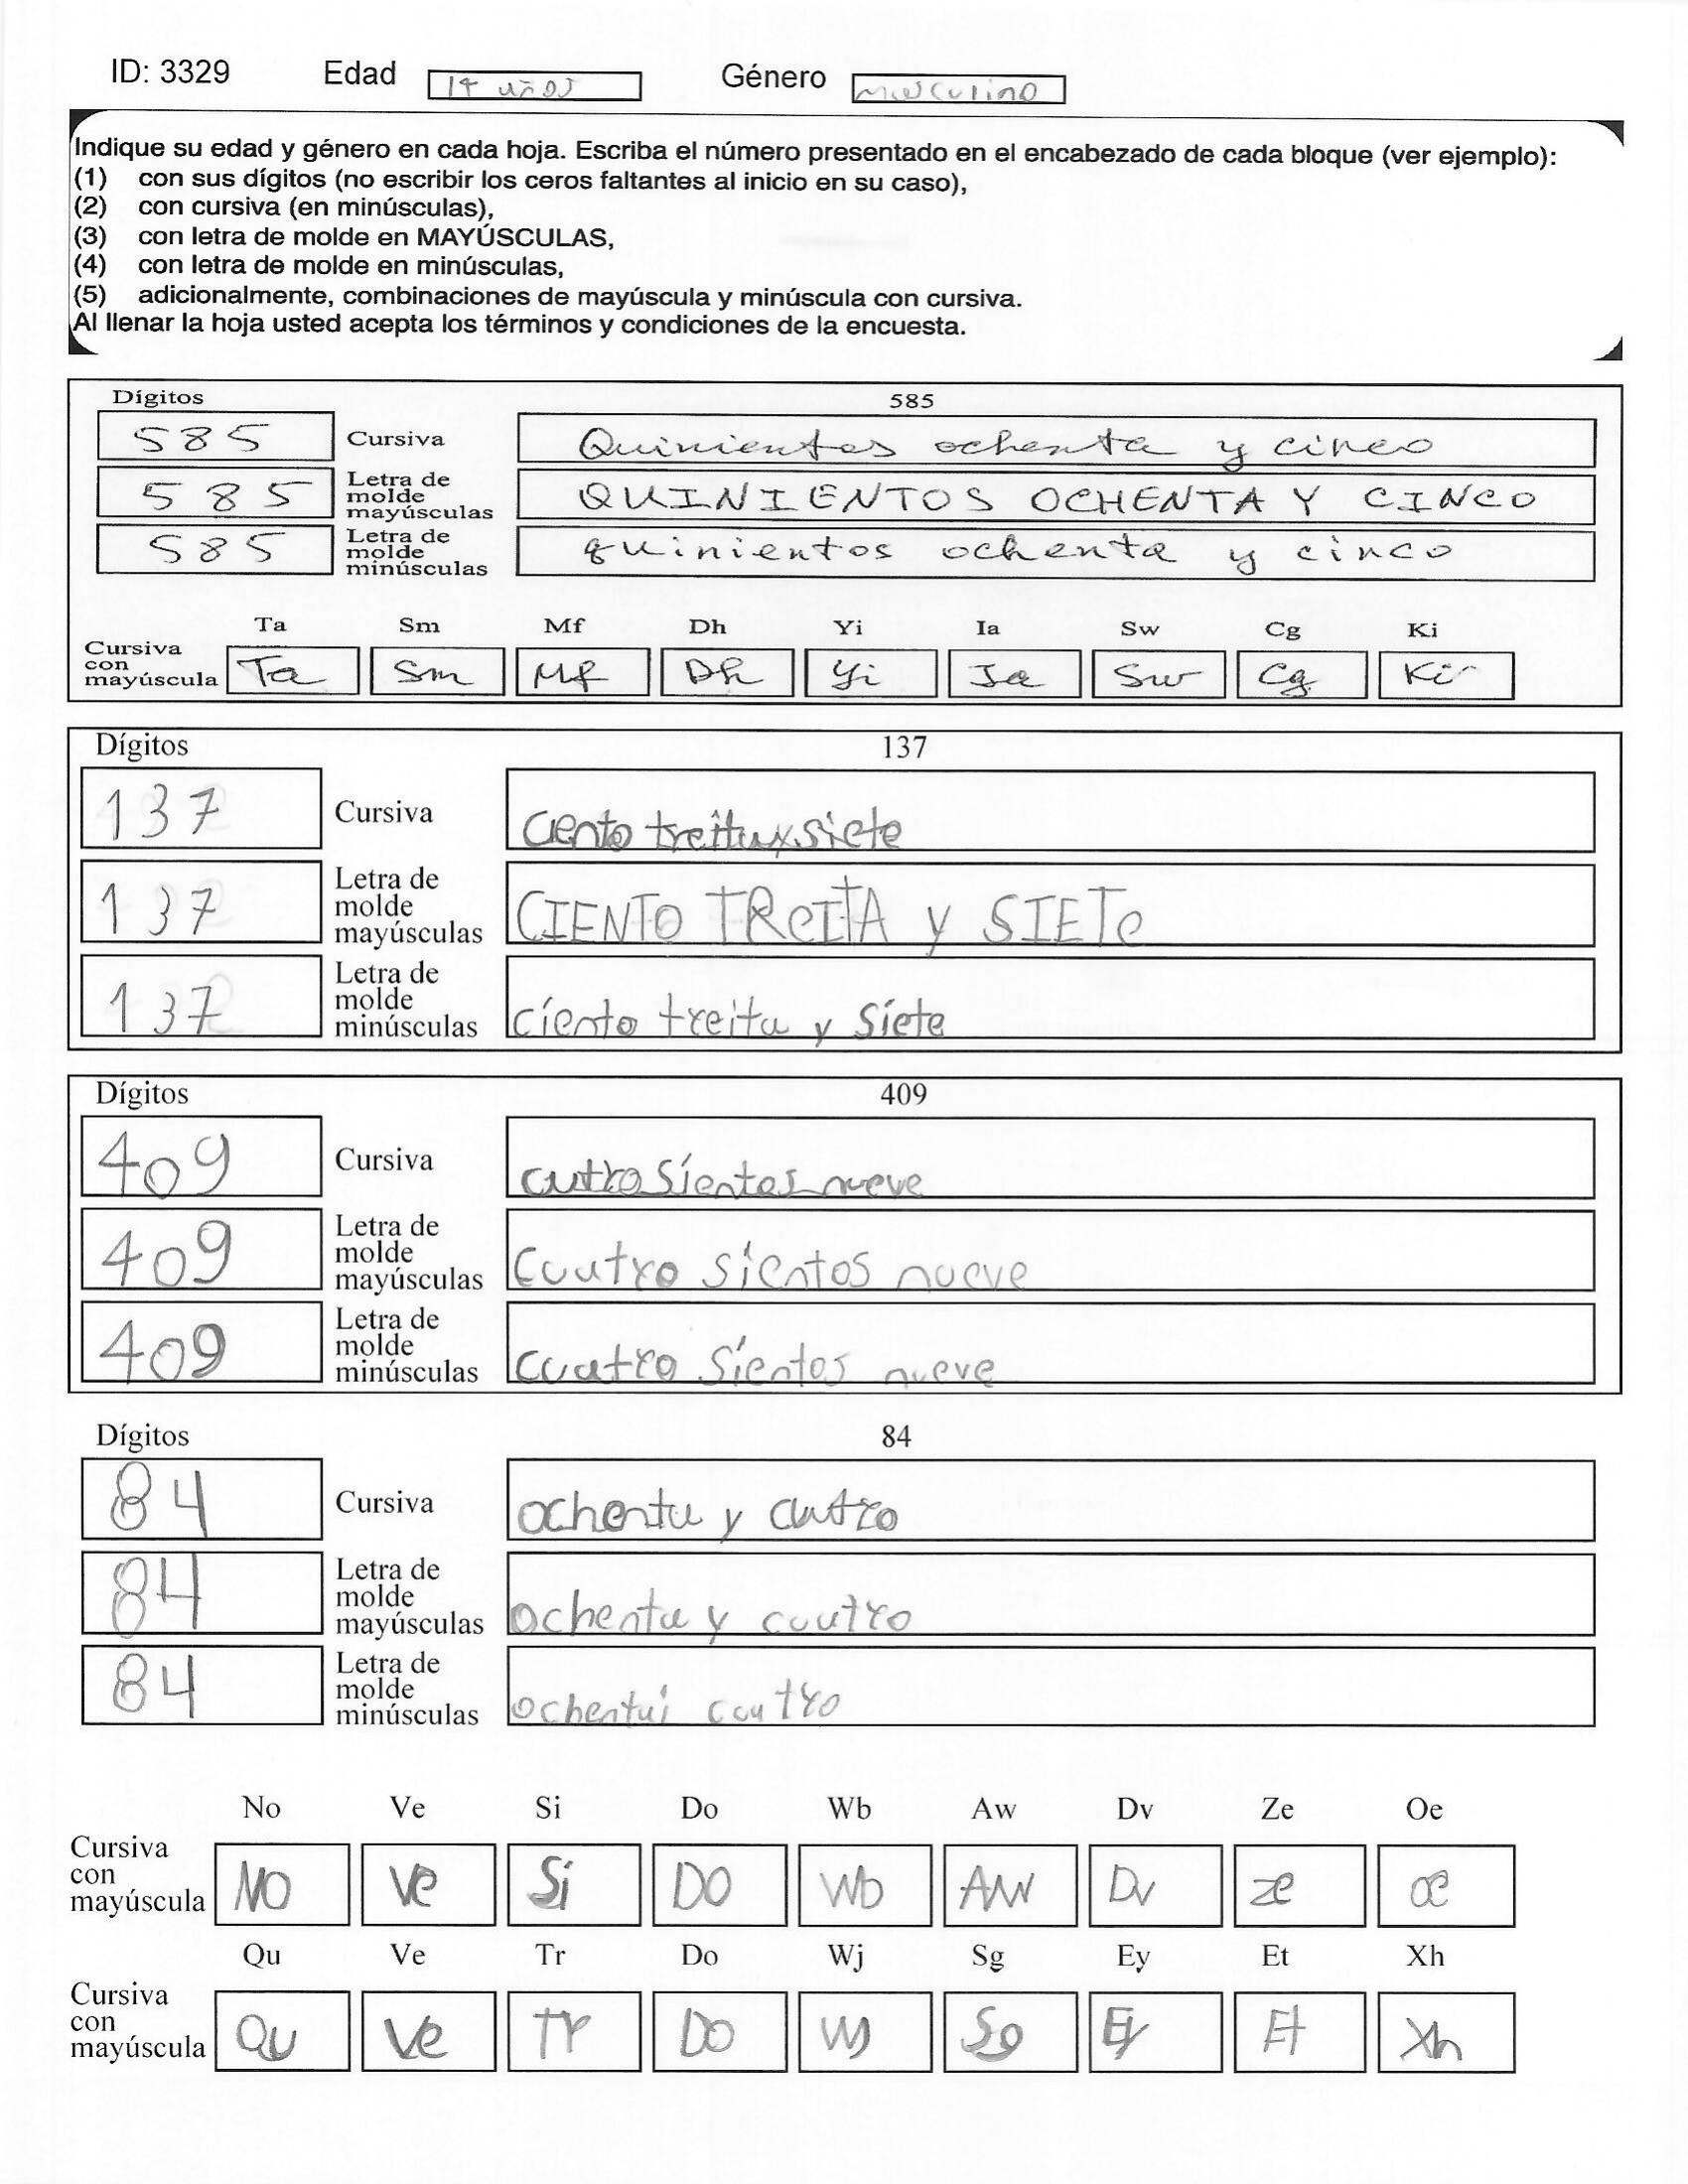 ID: 3329 Edad 14 años Género masculino
Indique su edad y género en cada hoja. Escriba el número presentado en el encabezado de cada bloque (ver ejemplo):
(1) con sus dígitos (no escribir los ceros faltantes al inicio en su caso),
(2) con cursiva (en minúsculas),
(3) con letra de molde en MAYÚSCULAS,
(4) con letra de molde en minúsculas,
(5) adicionalmente, combinaciones de mayúscula y minúscula con cursiva.
Al llenar la hoja usted acepta los términos y condiciones de la encuesta.
Dígitos 585
585 Cursiva Quinientos ochenta y cinco
585 Letra de molde mayúsculas QUINIENTOS OCHENTA Y CINCO
585 Letra de molde minúsculas quinientos ochenta y cinco
Ta Sm Mf Dh Yi Ia Sw Cg Ki
Cursiva con mayúscula Ta Sm Mf Dh Yi Ia Sw Cg Ki
Dígitos 137
137 Cursiva ciento treita y siete
137 Letra de molde mayúsculas CIENTO TReITA y SIETe
137 Letra de molde minúsculas ciento treita y siete
Dígitos 409
409 Cursiva cutro sientos nueve
409 Letra de molde mayúsculas Cuatro sientos nueve
409 Letra de molde minúsculas cuatro sientos nueve
Dígitos 84
84 Cursiva ochenta y cutro
84 Letra de molde mayúsculas ochenta y coutro
84 Letra de molde minúsculas ochentai coutro
No Ve Si Do Wb Aw Dv Ze Oe
Cursiva con mayúscula NO Ve Si DO Wb AW Dv ze oe
Qu Ve Tr Do Wj Sg Ey Et Xh
Cursiva con mayúscula Qu Ve Tr DO Wj Sg Ey Et Xh